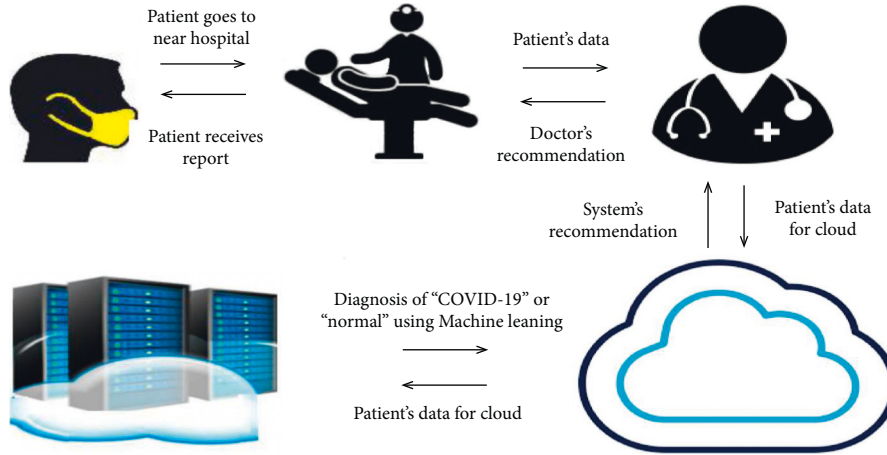 Patient goes to
near hospital
Patient receives
report
Patient's data
Doctor's
recommendation
System's
recommendation
Patient's data
for cloud
Diagnosis of “COVID-19” or
“normal” using Machine leaning
Patient's data for cloud